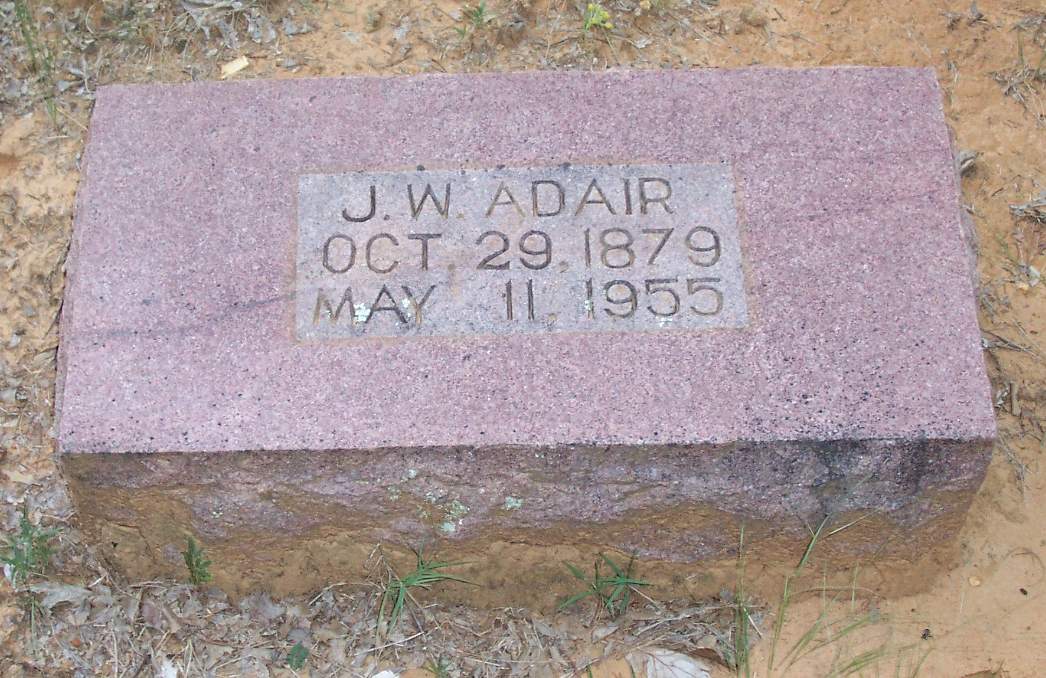 J. W. ADAIR
OCT. 29, 1879
MAY 11, 1955